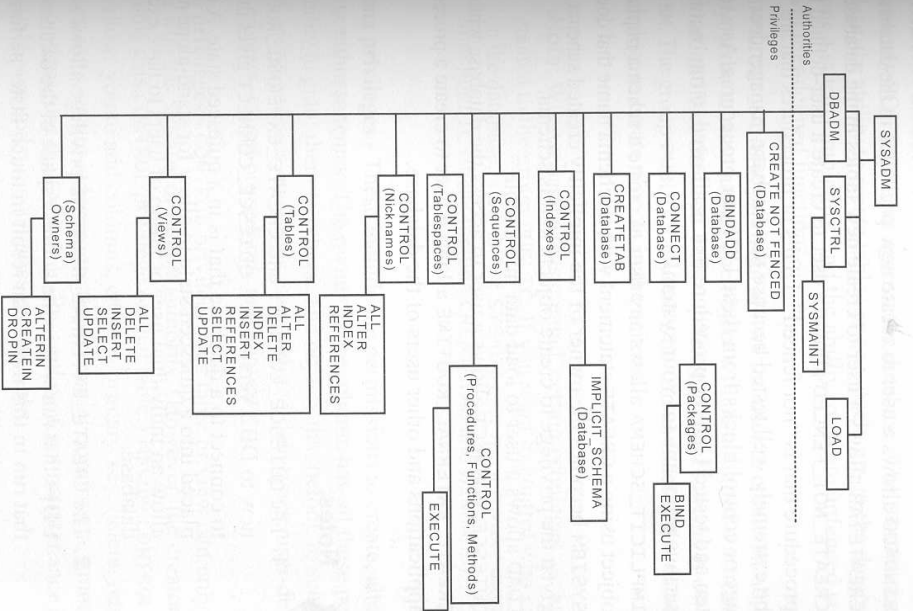 SYSADM
DBADM
SYSCTRL
SYSMAINT
LOAD
Authorities
Privileges
CREATE NOT FENCED
(Database)
BINDADD
(Database)
CONNECT
(Database)
CONTROL
(Packages)
BIND
EXECUTE
CREATETAB
(Database)
IMPLICIT_SCHEMA
(Database)
CONTROL
(Indexes)
CONTROL
(Sequences)
CONTROL
(Procedures, Functions, Methods)
EXECUTE
CONTROL
(Tablespaces)
CONTROL
(Nicknames)
ALL
ALTER
INDEX
REFERENCES
CONTROL
(Tables)
ALL
ALTER
DELETE
INDEX
INSERT
REFERENCES
SELECT
UPDATE
CONTROL
(Views)
ALL
DELETE
INSERT
SELECT
UPDATE
(Schema)
Owners)
ALTERIN
CREATEIN
DROPIN